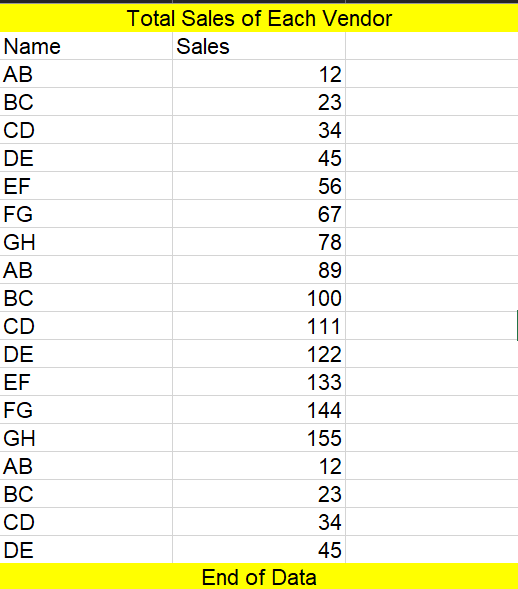 Total Sales of Each Vendor
Name Sales
AB 12
BC 23
CD 34
DE 45
EF 56
FG 67
GH 78
AB 89
BC 100
CD 111
DE 122
EF 133
FG 144
GH 155
AB 12
BC 23
CD 34
DE 45
End of Data